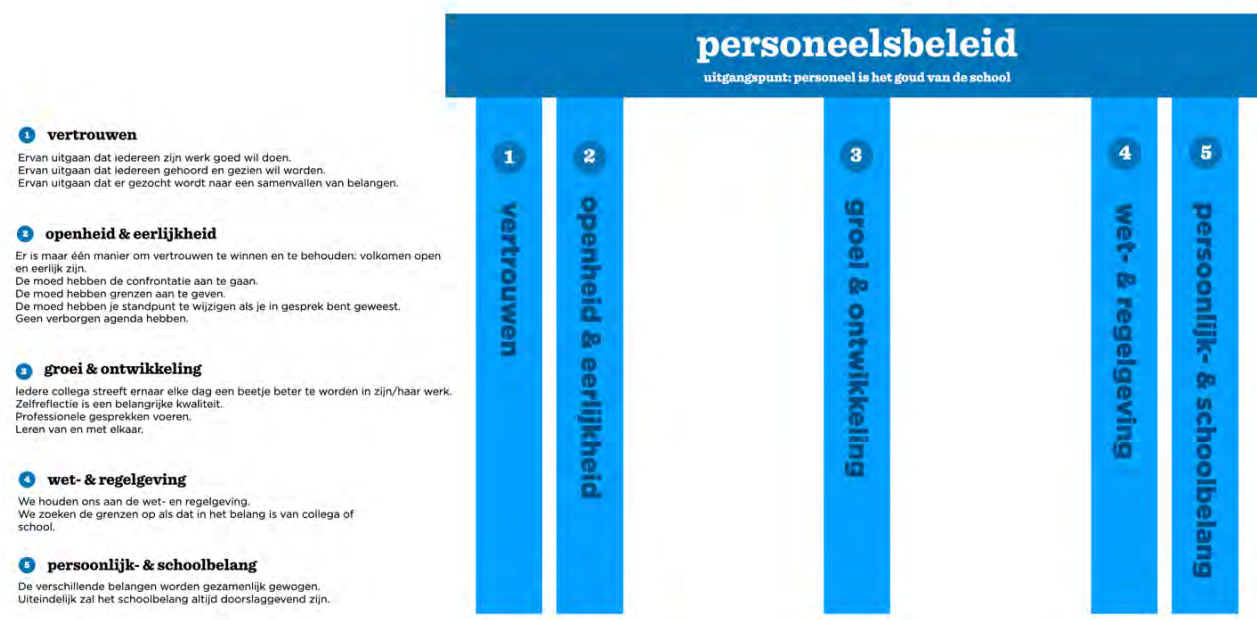 personeelsbeleid
uitgangspunt: personeel is het goud van de school
1 vertrouwen
Ervan uitgaan dat iedereen zijn werk goed wil doen.
Ervan uitgaan dat iedereen gehoord en gezien wil worden.
Ervan uitgaan dat er gezocht wordt naar een samenvallen van belangen.
2 openheid & eerlijkheid
Er is maar één manier om vertrouwen te winnen en te behouden: volkomen open
en eerlijk zijn.
De moed hebben de confrontatie aan te gaan.
De moed hebben grenzen aan te geven.
De moed hebben je standpunt te wijzigen als je in gesprek bent geweest.
Geen verborgen agenda hebben.
3 groei & ontwikkeling
Iedere collega streeft ernaar elke dag een beetje beter te worden in zijn/haar werk.
Zelfreflectie is een belangrijke kwaliteit.
Professionele gesprekken voeren.
Leren van en met elkaar.
4 wet- & regelgeving
We houden ons aan de wet- en regelgeving.
We zoeken de grenzen op als dat in het belang is van collega of
school.
5 persoonlijk- & schoolbelang
De verschillende belangen worden gezamenlijk gewogen.
Uiteindelijk zal het schoolbelang altijd doorslaggevend zijn.
1 vertrouwen
2 openheid & eerlijkheid
3 groei & ontwikkeling
4 wet- & regelgeving
5 persoonlijk- & schoolbelang